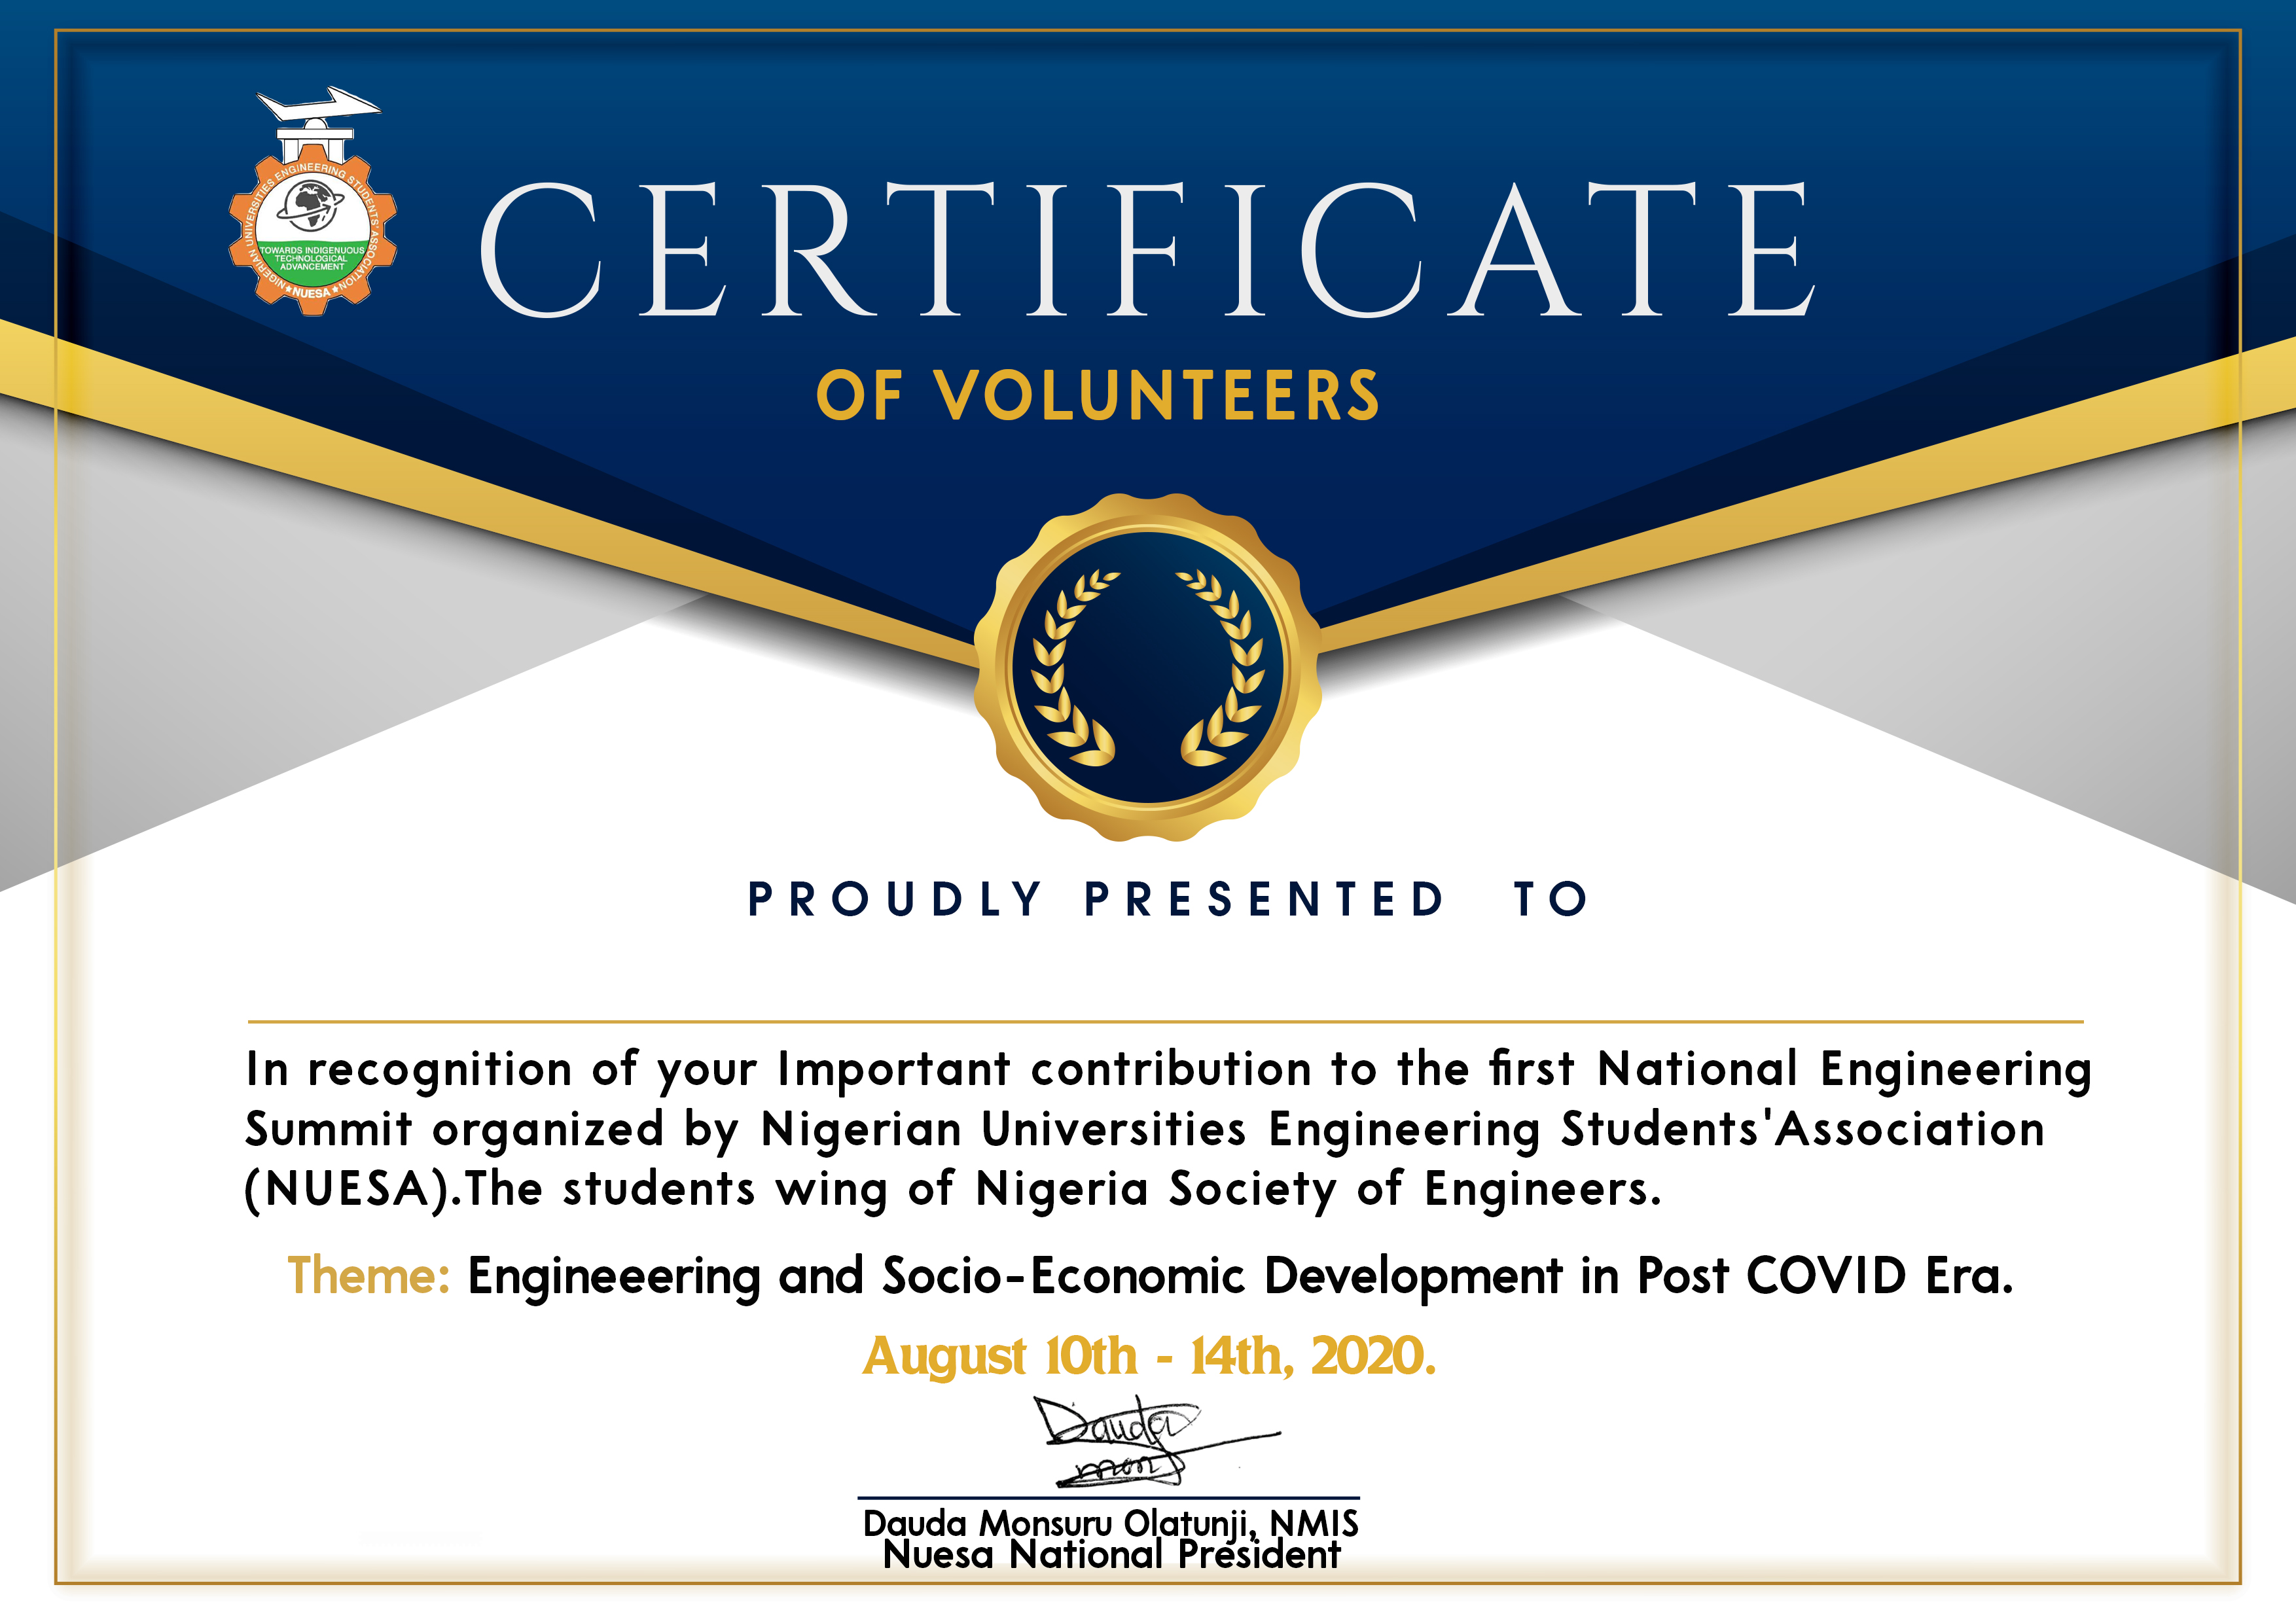 NIGERIAN UNIVERSITIES ENGINEERING STUDENTS' ASSOCIATION
TOWARDS INDIGENUOUS
TECHNOLOGICAL
ADVANCEMENT
★NUESA★
CERTIFICATE
OF VOLUNTEERS
PROUDLY PRESENTED TO
In recognition of your Important contribution to the first National Engineering
Summit organized by Nigerian Universities Engineering Students'Association
(NUESA).The students wing of Nigeria Society of Engineers.
Theme: Engineeering and Socio-Economic Development in Post COVID Era.
August 10th - 14th, 2020.
Dauda
mon
Dauda Monsuru Olatunji, NMIS
Nuesa National President